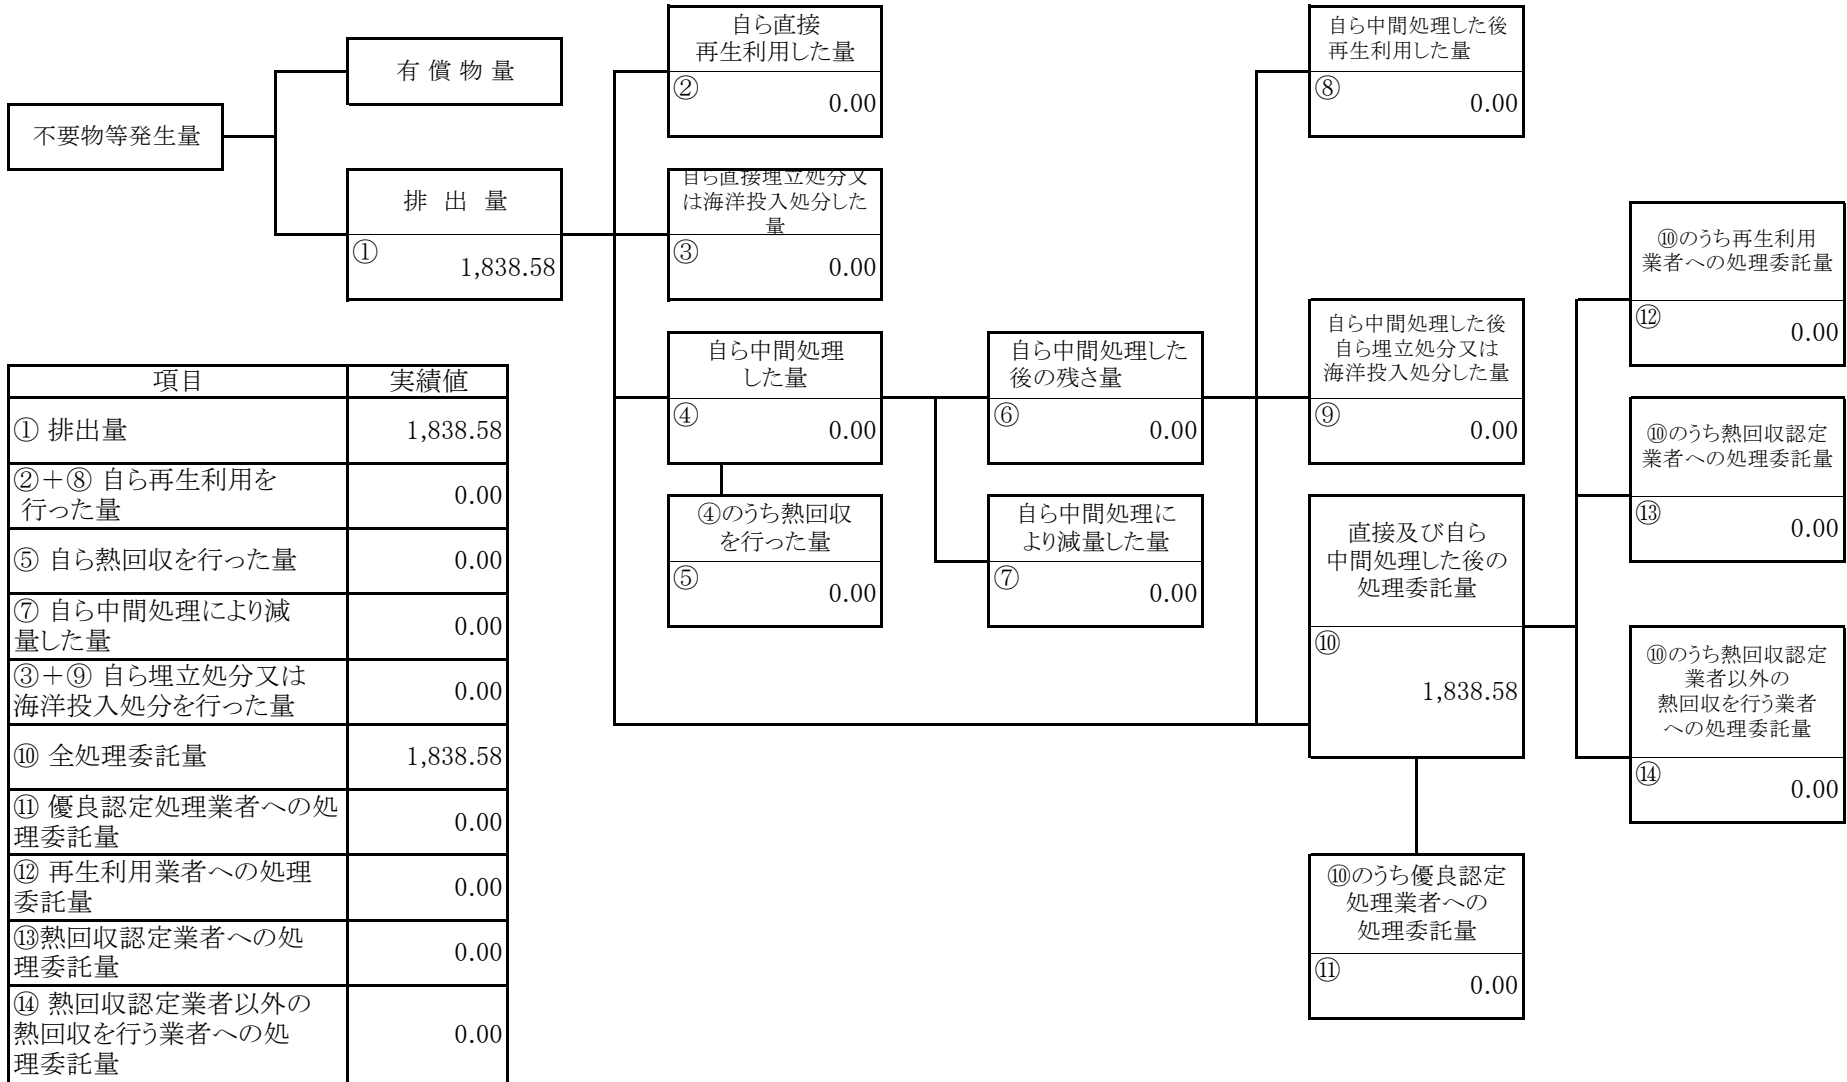 不要物等発生量
有 償 物 量
排 出 量
①
1,838.58
自ら直接
再生利用した量
②
0.00
自ら直接埋立処分又
は海洋投入処分した
量
③
0.00
自ら中間処理
した量
④
0.00
④のうち熱回収
を行った量
⑤
0.00
自ら中間処理した
後の残さ量
⑥
0.00
自ら中間処理に
より減量した量
⑦
0.00
自ら中間処理した後
再生利用した量
⑧
0.00
自ら中間処理した後
自ら埋立処分又は
海洋投入処分した量
⑨
0.00
直接及び自ら
中間処理した後の
処理委託量
⑩
1,838.58
⑩のうち優良認定
処理業者への
処理委託量
⑪
0.00
⑩のうち再生利用
業者への処理委託量
⑫
0.00
⑩のうち熱回収認定
業者への処理委託量
⑬
0.00
⑩のうち熱回収認定
業者以外の
熱回収を行う業者
への処理委託量
⑭
0.00
項目 実績値
① 排出量 1,838.58
②＋⑧ 自ら再生利用を
行った量
0.00
⑤ 自ら熱回収を行った量 0.00
⑦ 自ら中間処理により減
量した量
0.00
③＋⑨ 自ら埋立処分又は
海洋投入処分を行った量
0.00
⑩ 全処理委託量 1,838.58
⑪ 優良認定処理業者への処
理委託量
0.00
⑫ 再生利用業者への処理
委託量
0.00
⑬熱回収認定業者への処
理委託量
0.00
⑭ 熱回収認定業者以外の
熱回収を行う業者への処
理委託量
0.00